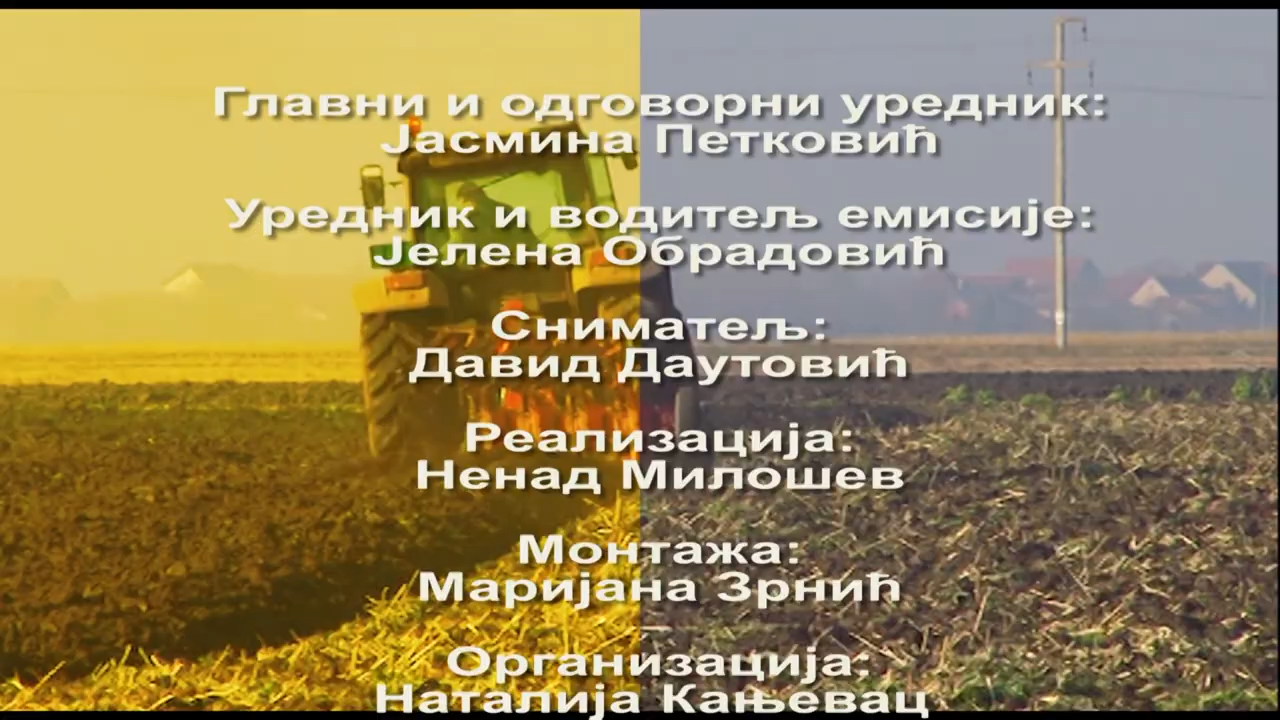 Главни и одговорни уредник:
Јасмина Петковић
Уредник и водитељ емисије:
Јелена Обрадовић
Сниматељ:
Давид Даутовић
Реализација:
Ненад Милошев
Монтажа:
Маријана Зрнић
Организација:
Наталија Кањевац